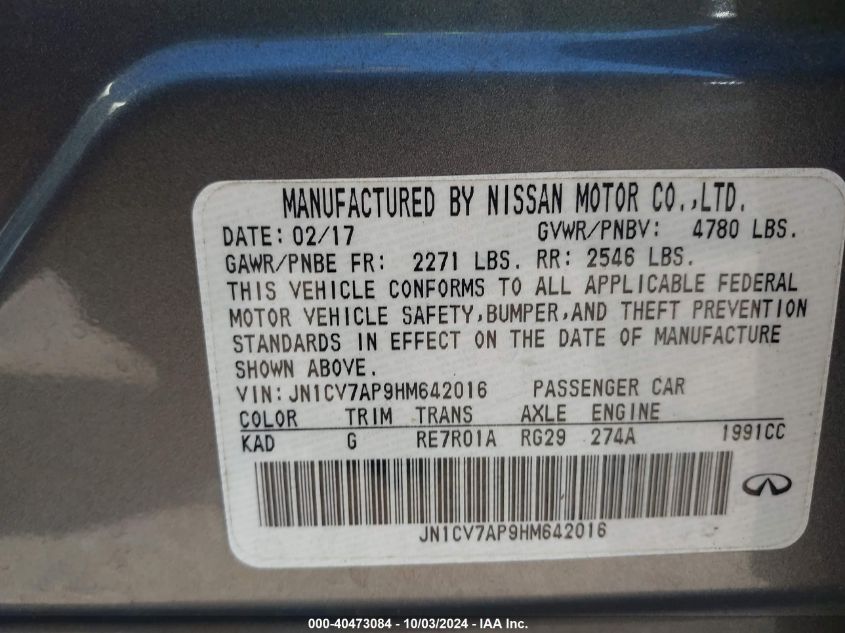 MANUFACTURED BY NISSAN MOTOR CO.,LTD.
DATE: 02/17 GVWR/PNBV: 4780 LBS.
GAWR/PNBE FR: 2271 LBS. RR: 2546 LBS.
THIS VEHICLE CONFORMS TO ALL APPLICABLE FEDERAL
MOTOR VEHICLE SAFETY,BUMPER,AND THEFT PREVENTION
STANDARDS IN EFFECT ON THE DATE OF MANUFACTURE
SHOWN ABOVE.
VIN: JN1CV7AP9HM642016 PASSENGER CAR
COLOR TRIM TRANS AXLE ENGINE
KAD G RE7R01A RG29 274A 1991CC
JN1CV7AP9HM642016
000-40473084 - 10/03/2024 - IAA Inc.